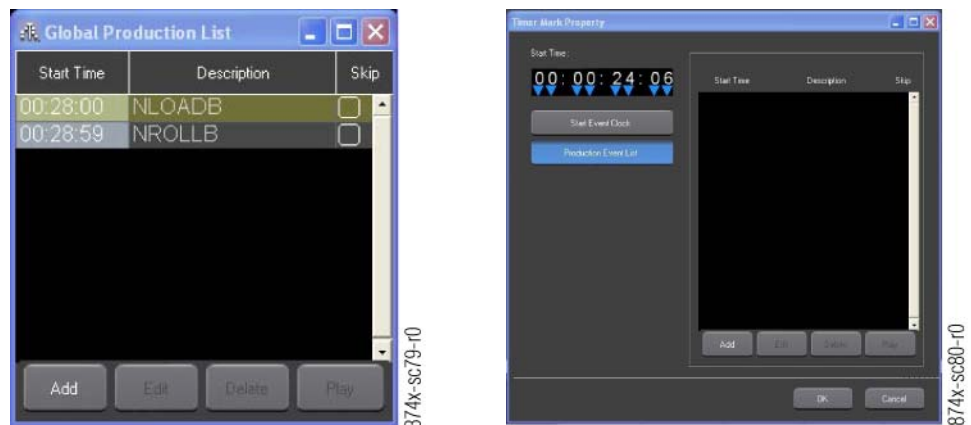 Global Production List
Start Time Description Skip
00:28:00 NLOADB
00:28:59 NROLLB
Add Edit Delete Play
874x-sc79-r0
Timer Mark Property
Start Time:
00:00:24:06
Start Event Clock
Production Event List
Start Time Description Skip
Add Edit Delete Play
OK Cancel
874x-sc80-r0